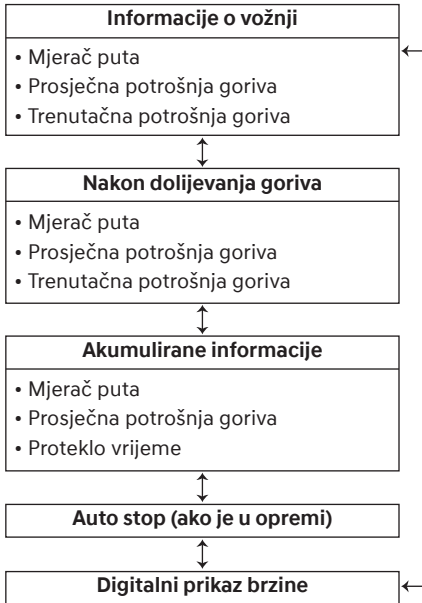 Informacije o vožnji
• Mjerač puta
• Prosječna potrošnja goriva
• Trenutačna potrošnja goriva
Nakon dolijevanja goriva
• Mjerač puta
• Prosječna potrošnja goriva
• Trenutačna potrošnja goriva
Akumulirane informacije
• Mjerač puta
• Prosječna potrošnja goriva
• Proteklo vrijeme
Auto stop (ako je u opremi)
Digitalni prikaz brzine